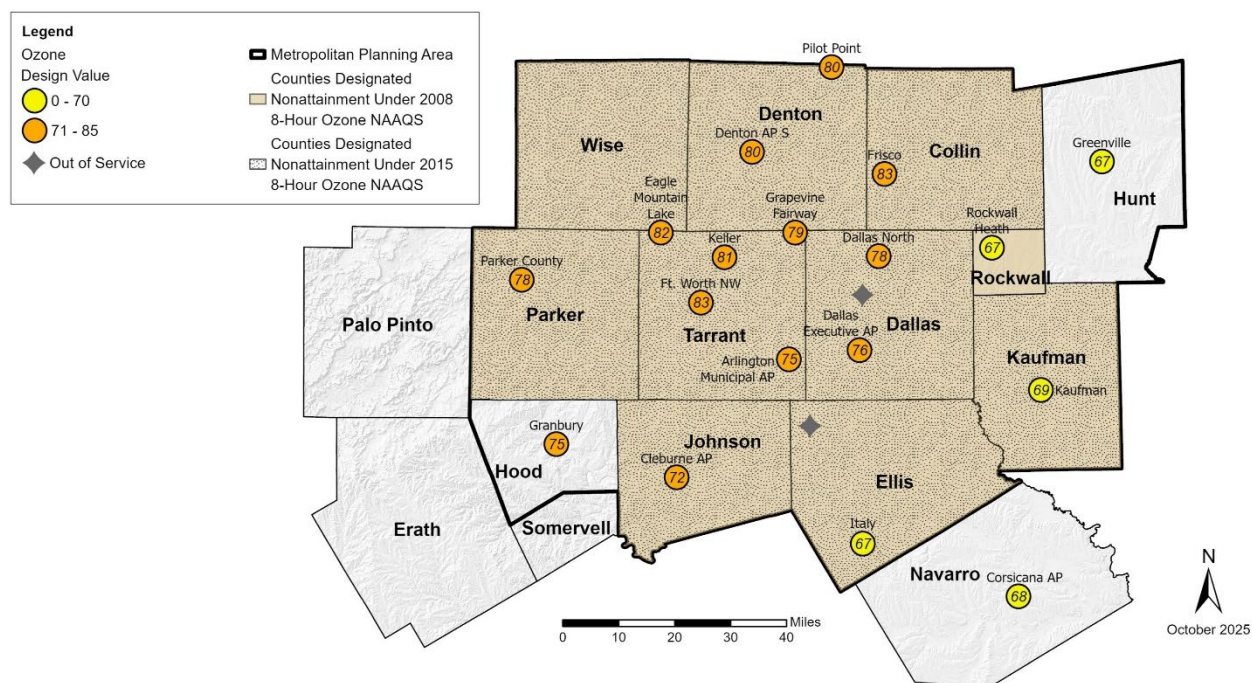 Legend
Ozone
Design Value
0 - 70
71 - 85
Out of Service
Metropolitan Planning Area
Counties Designated
Nonattainment Under 2008
8-Hour Ozone NAAQS
Counties Designated
Nonattainment Under 2015
8-Hour Ozone NAAQS
Pilot Point
80
Denton
Denton AP S
80
Wise
Collin
Frisco
83
Greenville
67
Hunt
Eagle
Mountain
Lake
82
Grapevine
Fairway
79
Keller
81
Dallas North
78
Rockwall
Heath
67
Rockwall
Parker County
78
Parker
Ft. Worth NW
83
Tarrant
Palo Pinto
Dallas
Dallas
Executive AP
76
Arlington
Municipal AP
75
Kaufman
69
Kaufman
Granbury
75
Hood
Johnson
Cleburne AP
72
Ellis
Italy
67
Erath
Somervell
Navarro
Corsicana AP
68
Miles
0 10 20 30 40
N
October 2025